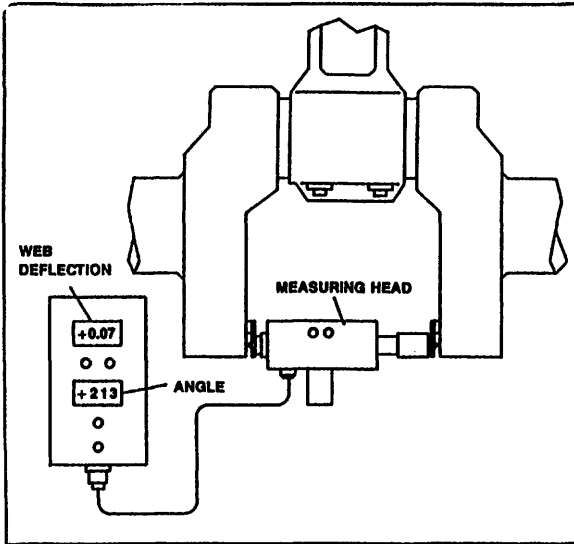 WEB
DEFLECTION
MEASURING HEAD
+0.07
+213
ANGLE